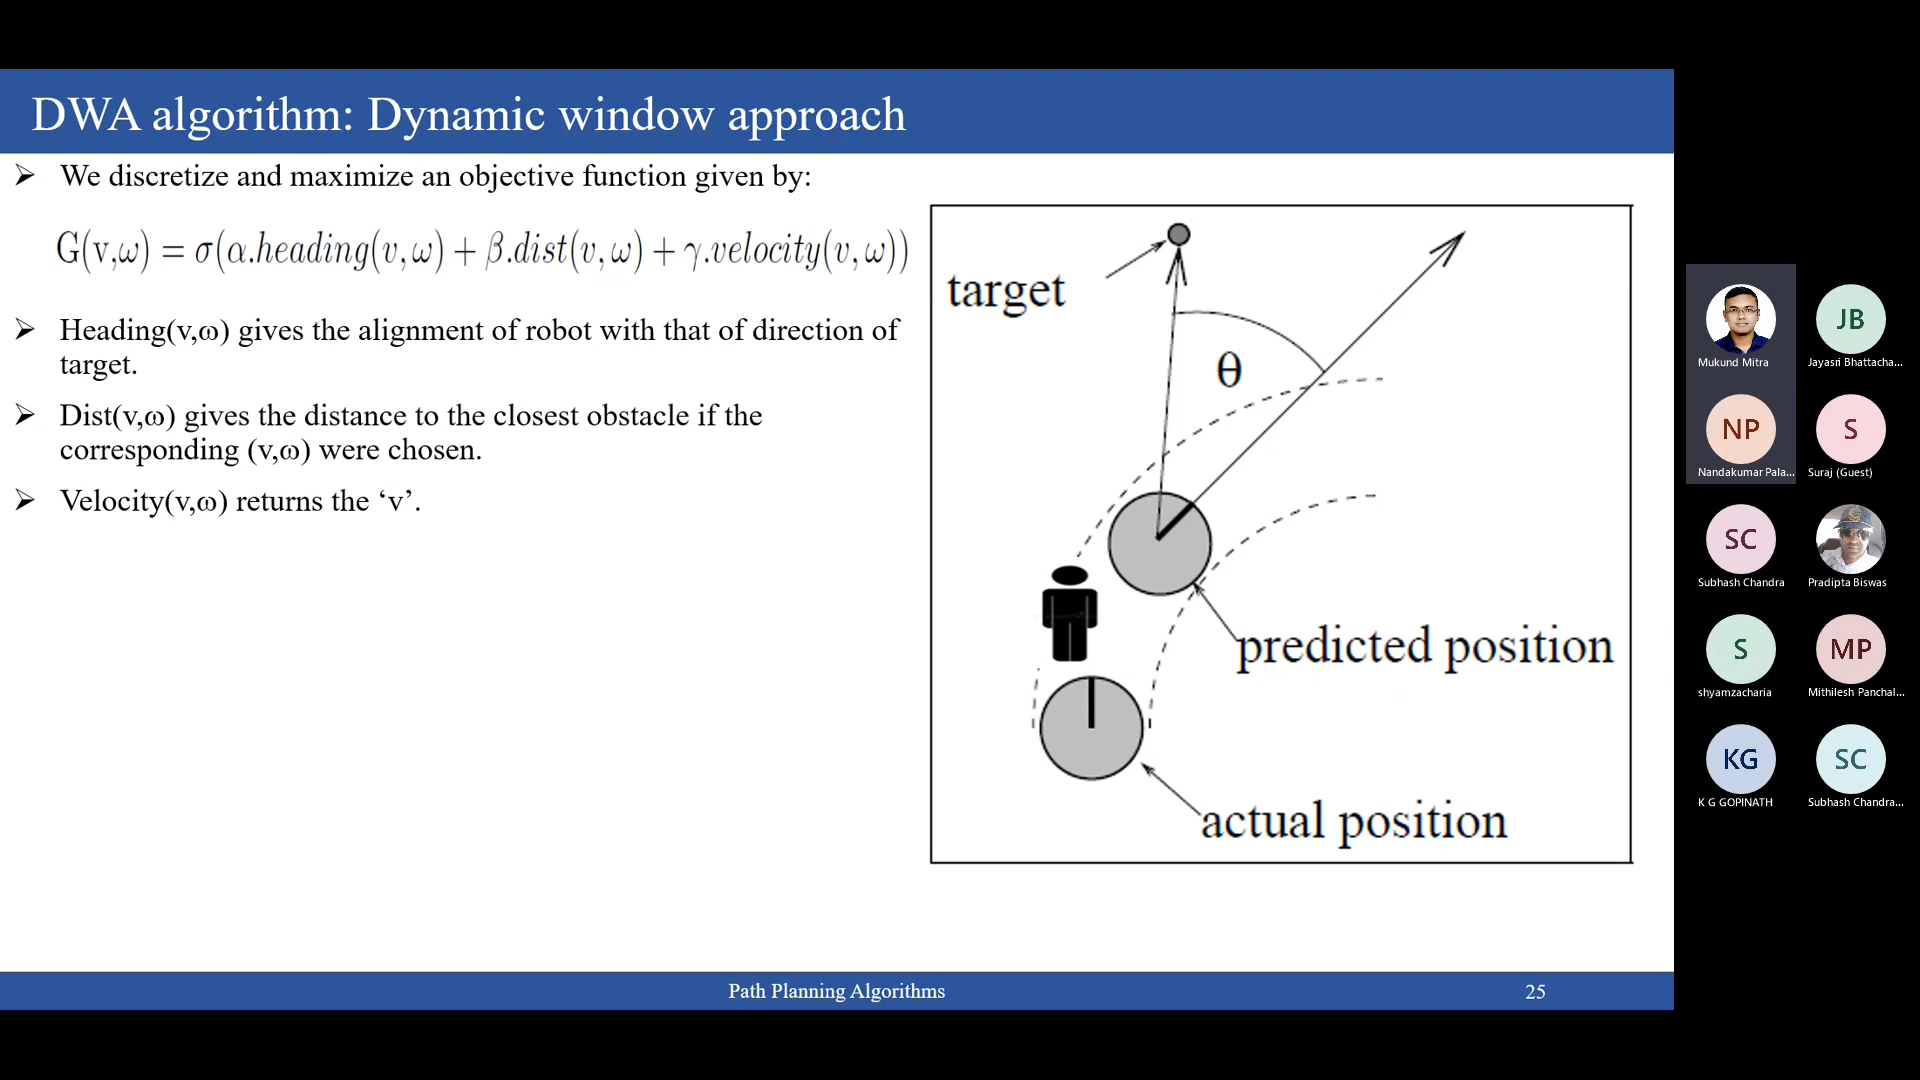 DWA algorithm: Dynamic window approach
➢ We discretize and maximize an objective function given by:
G(v,ω) = σ(α.heading(v,ω) + β.dist(v,ω) + γ.velocity(v,ω))
➢ Heading(v,ω) gives the alignment of robot with that of direction of
target.
➢ Dist(v,ω) gives the distance to the closest obstacle if the
corresponding (v,ω) were chosen.
➢ Velocity(v,ω) returns the ‘v’.
target
θ
predicted position
actual position
Path Planning Algorithms
25
Mukund Mitra
JB
Jayasri Bhattacha...
NP
Nandakumar Pala...
S
Suraj (Guest)
SC
Subhash Chandra
Pradipta Biswas
S
shyamzacharia
MP
Mithilesh Panchal...
KG
K G GOPINATH
SC
Subhash Chandra...